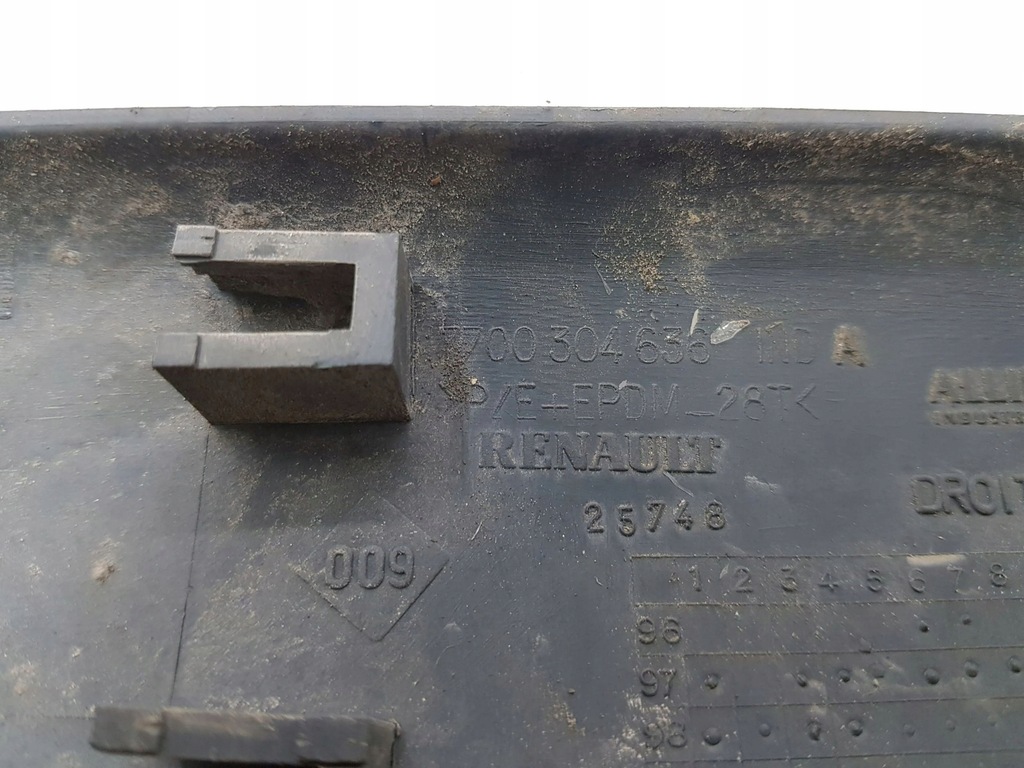 7700 304 636 IND A
P/E+EPDM-28TK<
RENAULT
DROIT
25748
009
1 2 3 4 5 6 7 8
96
97
98